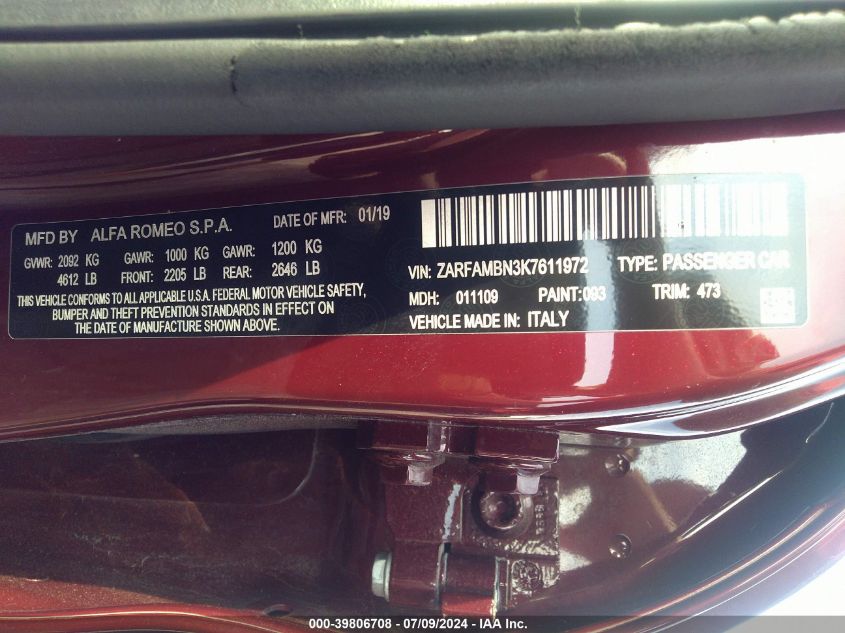 MFD BY ALFA ROMEO S.P.A. DATE OF MFR: 01/19
GVWR: 2092 KG GAWR: 1000 KG GAWR: 1200 KG
4612 LB FRONT: 2205 LB REAR: 2646 LB
THIS VEHICLE CONFORMS TO ALL APPLICABLE U.S.A. FEDERAL MOTOR VEHICLE SAFETY,
BUMPER AND THEFT PREVENTION STANDARDS IN EFFECT ON
THE DATE OF MANUFACTURE SHOWN ABOVE.
VIN: ZARFAMBN3K7611972 TYPE: PASSENGER CAR
MDH: 011109 PAINT:093 TRIM: 473
VEHICLE MADE IN: ITALY
000-39806708 - 07/09/2024 - IAA Inc.